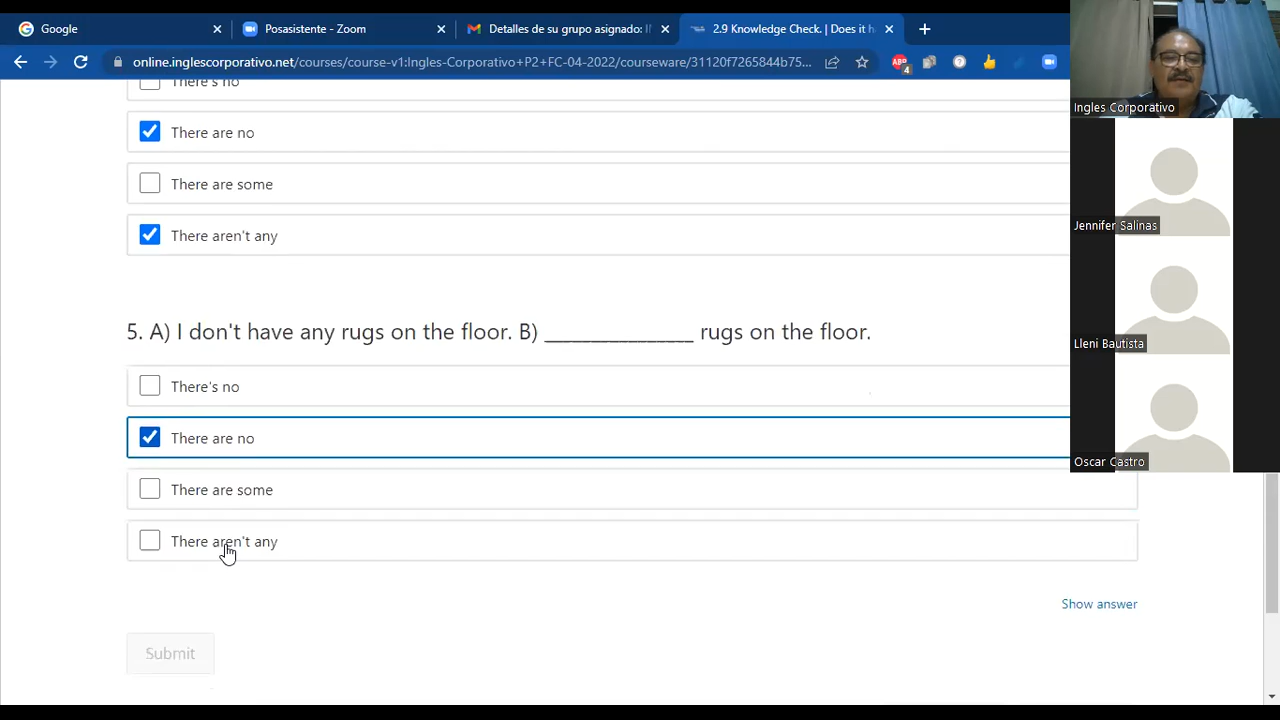 Google
Posasistente - Zoom
Detalles de su grupo asignado: I
2.9 Knowledge Check. | Does it h
online.inglescorporativo.net/courses/course-v1:Ingles-Corporativo+P2+FC-04-2022/courseware/31120f7265844b75...
ABP
4
Ingles Corporativo
There's no
There are no
There are some
There aren't any
Jennifer Salinas
5. A) I don't have any rugs on the floor. B) ________________ rugs on the floor.
Lleni Bautista
There's no
There are no
Oscar Castro
There are some
There aren't any
Show answer
Submit